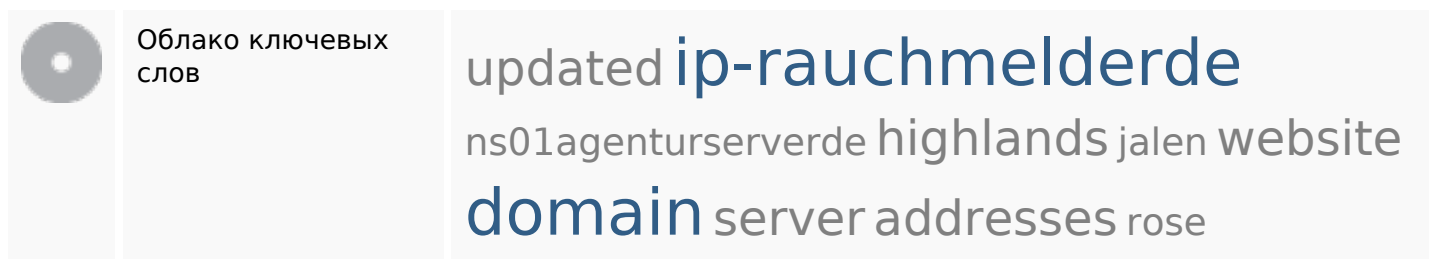 Облако ключевых
слов
updated ip-rauchmelderde
ns01agenturserverde highlands jalen website
domain server addresses rose